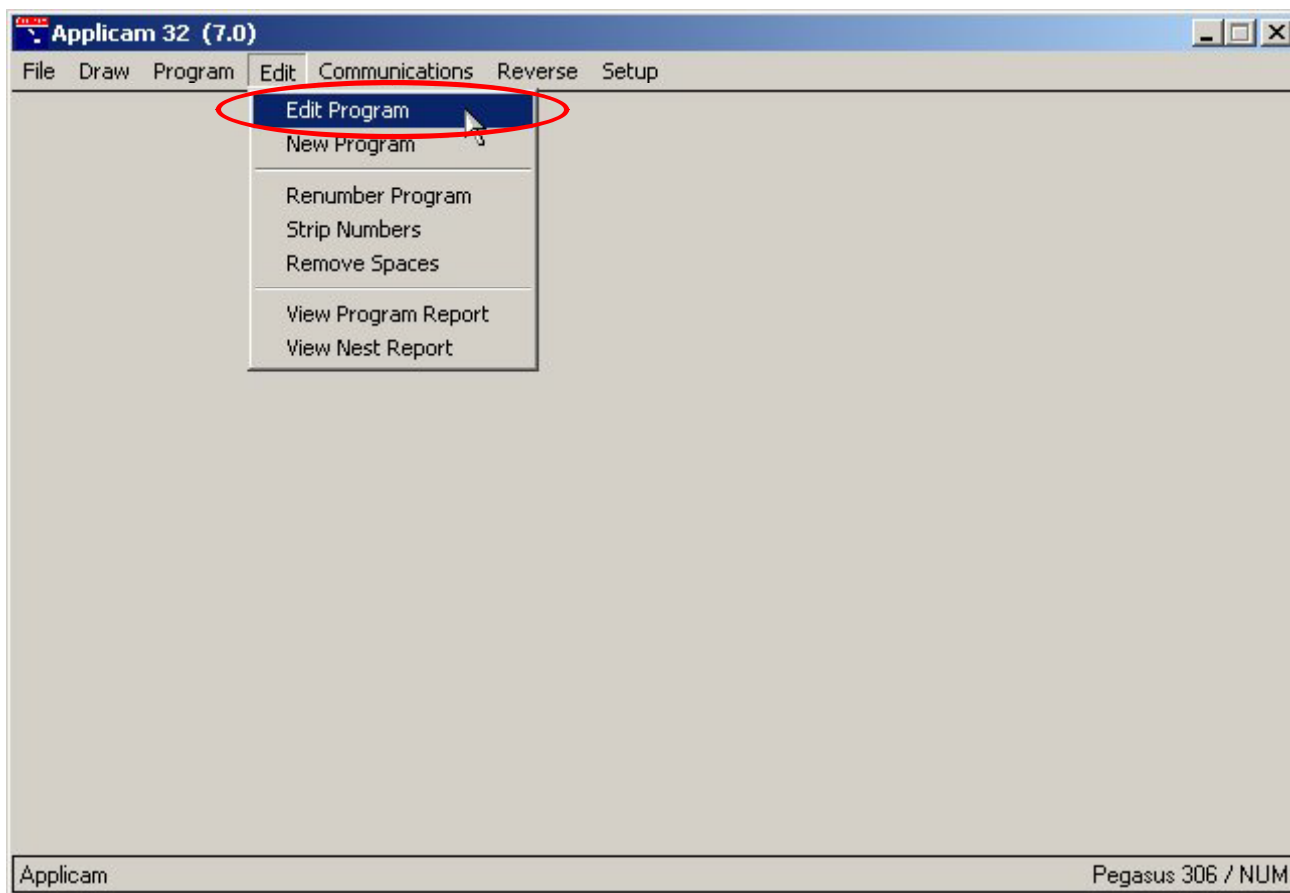 Applicam 32 (7.0)
File Draw Program Edit Communications Reverse Setup
Edit Program
New Program
Renumber Program
Strip Numbers
Remove Spaces
View Program Report
View Nest Report
Applicam Pegasus 306 / NUM